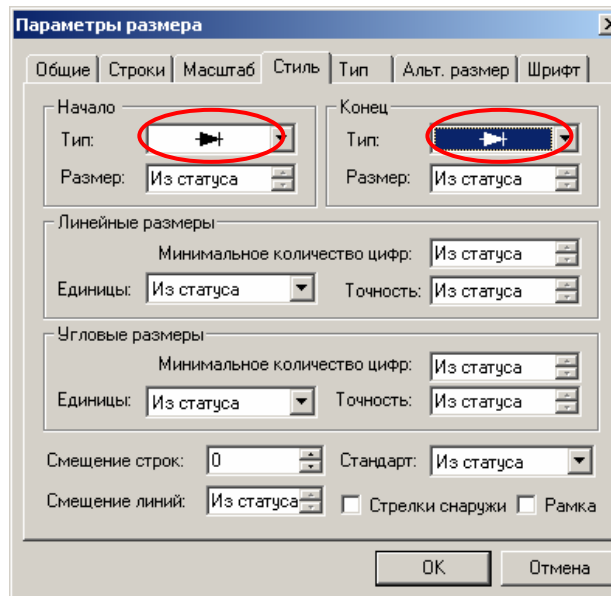 Параметры размера
Общие Строки Масштаб Стиль Тип Альт. размер Шрифт
Начало Конец
Тип: Тип:
Размер: Из статуса Размер: Из статуса
Линейные размеры
Минимальное количество цифр: Из статуса
Единицы: Из статуса Точность: Из статуса
Угловые размеры
Минимальное количество цифр: Из статуса
Единицы: Из статуса Точность: Из статуса
Смещение строк: 0 Стандарт: Из статуса
Смещение линий: Из статуса Стрелки снаружи Рамка
OK Отмена